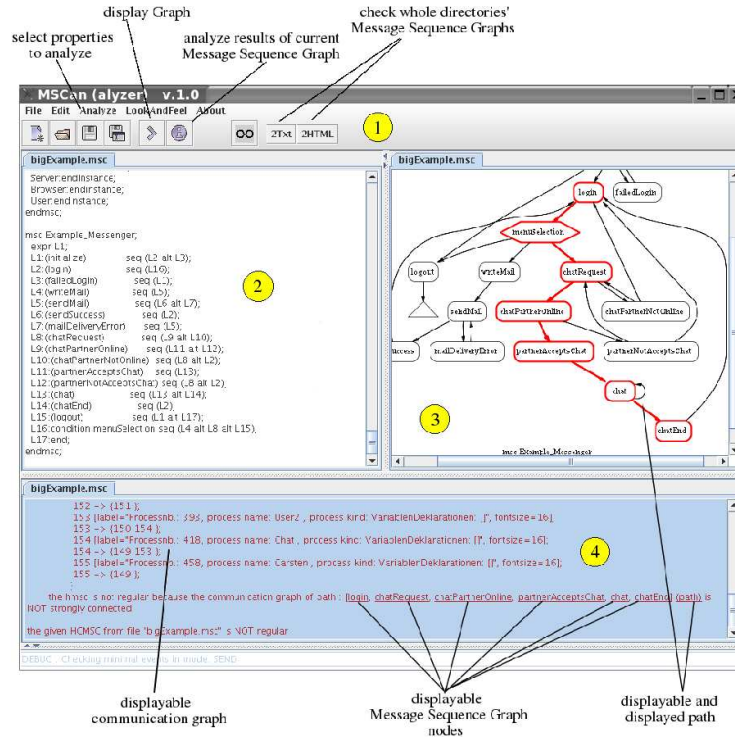 display Graph
select properties
to analyze
analyze results of current
Message Sequence Graph
check whole directories'
Message Sequence Graphs
MSCan (alyzer) v.1.0
File Edit Analyze LookAndFeel About
2Txt 2HTML
1
bigExample.msc
Server:endinstance;
Browser:endinstance;
User:endinstance;
endmsc;
msc Example_Messenger;
expr L1;
L1:(initialize) seq (L2 alt L3);
L2:(login) seq (L16);
L3:(failedLogin) seq (L1);
L4:(writeMail) seq (L5);
L5:(sendMail) seq (L6 alt L7);
L6:(sendSuccess) seq (L2);
L7:(mailDeliveryError) seq (L5);
L8:(chatRequest) seq (L9 alt L10);
L9:(chatPartnerOnline) seq (L11 alt L12);
L10:(chatPartnerNotOnline) seq (L8 alt L2);
L11:(partnerAcceptsChat) seq (L13);
L12:(partnerNotAcceptsChat) seq (L8 alt L2);
L13:(chat) seq (L13 alt L14);
L14:(chatEnd) seq (L2);
L15:(logout) seq (L1 alt L17);
L16:condition menuSelection seq (L4 alt L8 alt L15);
L17:end;
endmsc;
2
bigExample.msc
login
failedLogin
menuSelection
logout
writeMail
chatRequest
sendMail
chatPartnerOnline
chatPartnerNotOnline
uccess
mailDeliveryError
partnerAcceptsChat
partnerNotAcceptsChat
chat
chatEnd
3
msc Example_Messenger
bigExample.msc
152 -> {151 };
153 [label="Processnb.: 393, process name: User2 , process kind: VariablenDeklarationen: []", fontsize=16];
153 -> {150 154 };
154 [label="Processnb.: 418, process name: Chat , process kind: VariablenDeklarationen: []", fontsize=16];
154 -> {149 153 };
155 [label="Processnb.: 458, process name: Carsten , process kind: VariablenDeklarationen: []", fontsize=16];
155 -> {149 };
}
4
the hmsc is not regular because the communication graph of path : [login, chatRequest, chatPartnerOnline, partnerAcceptsChat, chat, chatEnd] (path) is
NOT strongly connected
the given HCMSC from file "bigExample.msc" is NOT regular
DEBUG : Checking minimal events in mode: SEND
displayable
communication graph
displayable
Message Sequence Graph
nodes
displayable and
displayed path